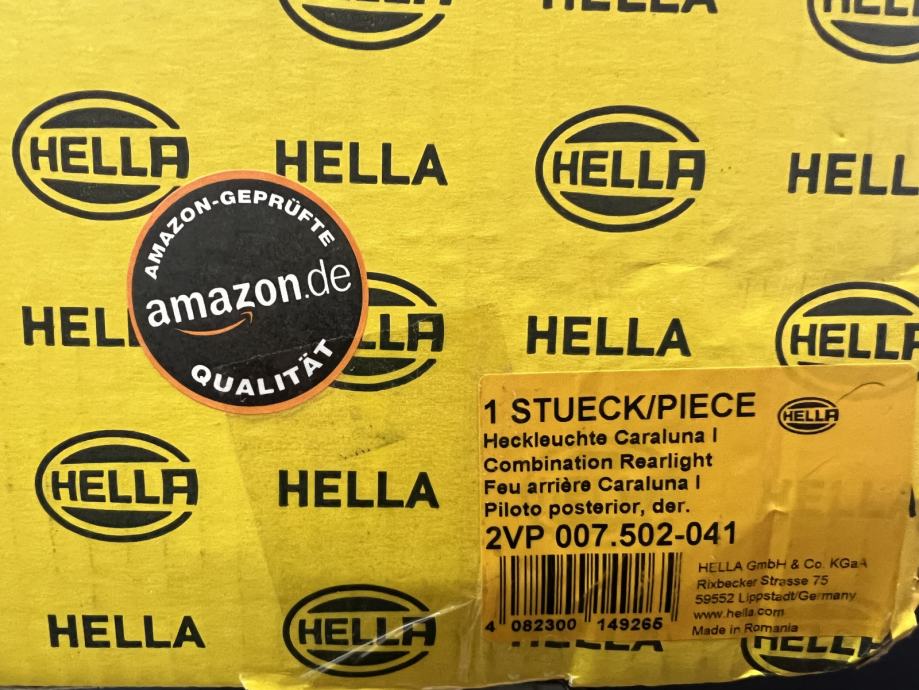 HELLA
HELLA
HELLA
HELLA
HELLA
AMAZON-GEPRÜFTE
amazon.de
QUALITÄT
HELLA
HELLA
1 STUECK/PIECE
HELLA
Heckleuchte Caraluna I
Combination Rearlight
Feu arrière Caraluna I
Piloto posterior, der.
2VP 007.502-041
HELLA GmbH & Co. KGaA
Rixbecker Strasse 75
59552 Lippstadt/Germany
www.hella.com
Made in Romania
4 082300 149265
HELLA
HELLA
HELLA
HELLA
HELLA